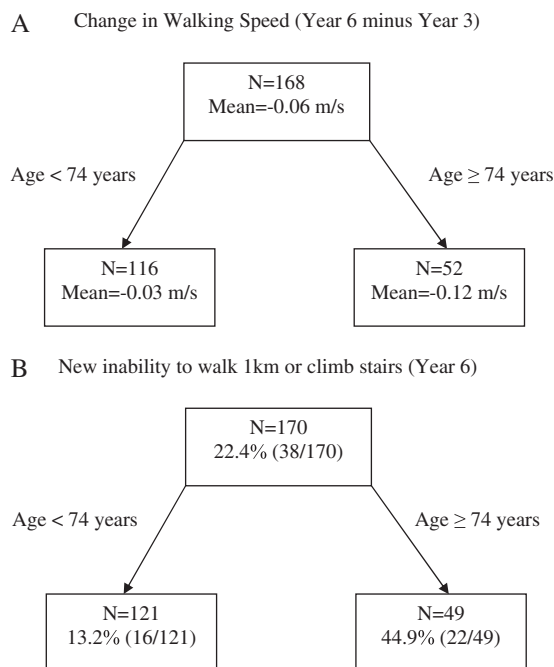 A Change in Walking Speed (Year 6 minus Year 3)
N=168
Mean=-0.06 m/s
Age < 74 years
Age ≥ 74 years
N=116
Mean=-0.03 m/s
N=52
Mean=-0.12 m/s
B New inability to walk 1km or climb stairs (Year 6)
N=170
22.4% (38/170)
Age < 74 years
Age ≥ 74 years
N=121
13.2% (16/121)
N=49
44.9% (22/49)